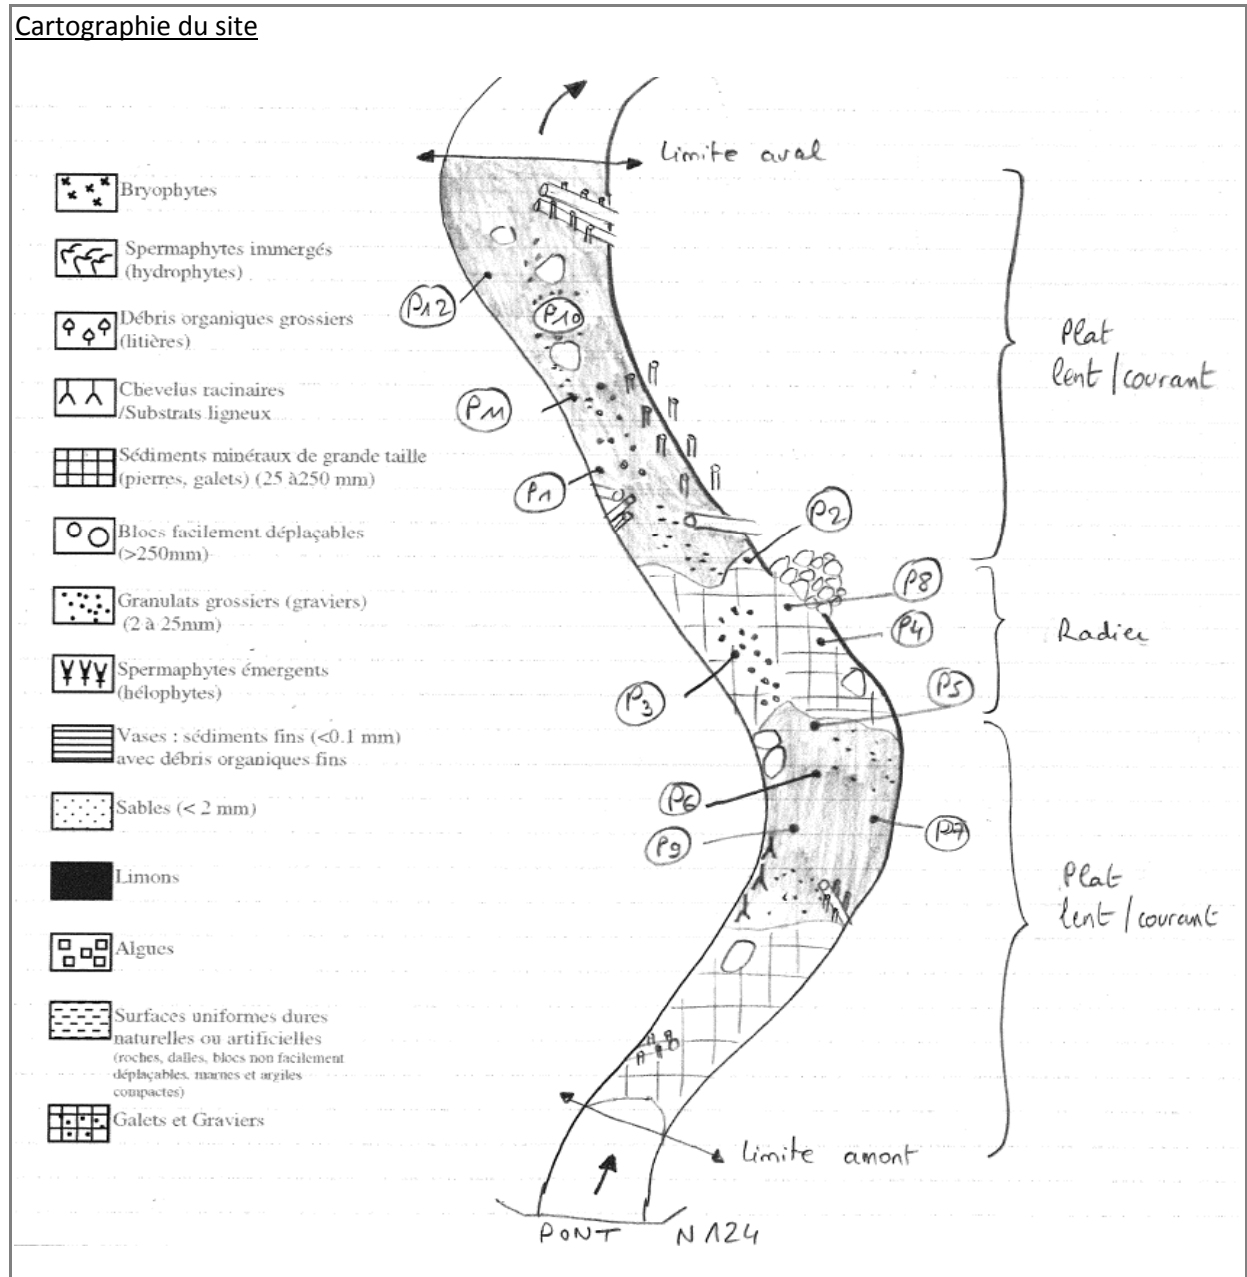 Cartographie du site
Limite aval
Bryophytes
Spermaphytes immergés
(hydrophytes)
P12
P10
Débris organiques grossiers
(litières)
Plat
lent/courant
Chevelus racinaires
/Substrats ligneux
P11
Sédiments minéraux de grande taille
(pierres, galets) (25 à250 mm)
P1
P2
Blocs facilement déplaçables
(>250mm)
P8
Granulats grossiers (graviers)
(2 à 25mm)
P4
Radier
Spermaphytes émergents
(hélophytes)
P3
P5
Vases : sédiments fins (<0.1 mm)
avec débris organiques fins
P6
Sables (< 2 mm)
P9
P7
Limons
Plat
lent/courant
Algues
Surfaces uniformes dures
naturelles ou artificielles
(roches, dalles, blocs non facilement
déplaçables, marnes et argiles
compactes)
Galets et Graviers
Limite amont
PONT N124